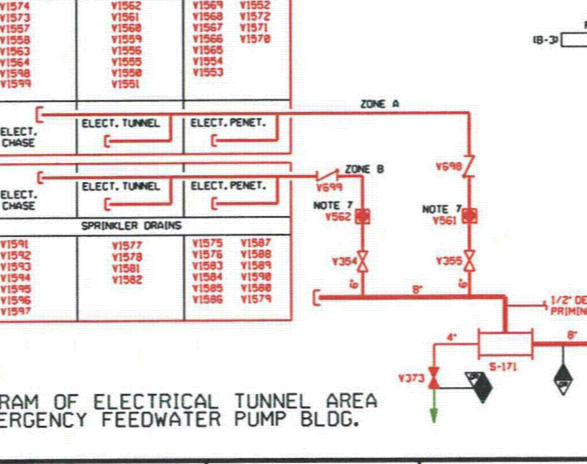 V1574
V1573
V1557
V1558
V1563
V1564
V1598
V1599
V1562
V1561
V1560
V1559
V1556
V1555
V1550
V1551
V1569 V1552
V1568 V1572
V1567 V1571
V1566 V1570
V1565
V1554
V1553
(B-3)
ZONE A
ELECT.
CHASE
ELECT. TUNNEL
ELECT. PENET.
V698
ZONE B
V699
ELECT.
CHASE
ELECT. TUNNEL
ELECT. PENET.
NOTE 7
V562
NOTE 7
V561
SPRINKLER DRAINS
V1591
V1592
V1593
V1594
V1595
V1596
V1597
V1577
V1578
V1581
V1582
V1575 V1587
V1576 V1588
V1583 V1589
V1584 V1590
V1585 V1580
V1586 V1579
V354
V355
6"
6"
8"
1/2" DE
PRIMIN
4"
8"
S-171
V373
RAM OF ELECTRICAL TUNNEL AREA
ERGENCY FEEDWATER PUMP BLDG.